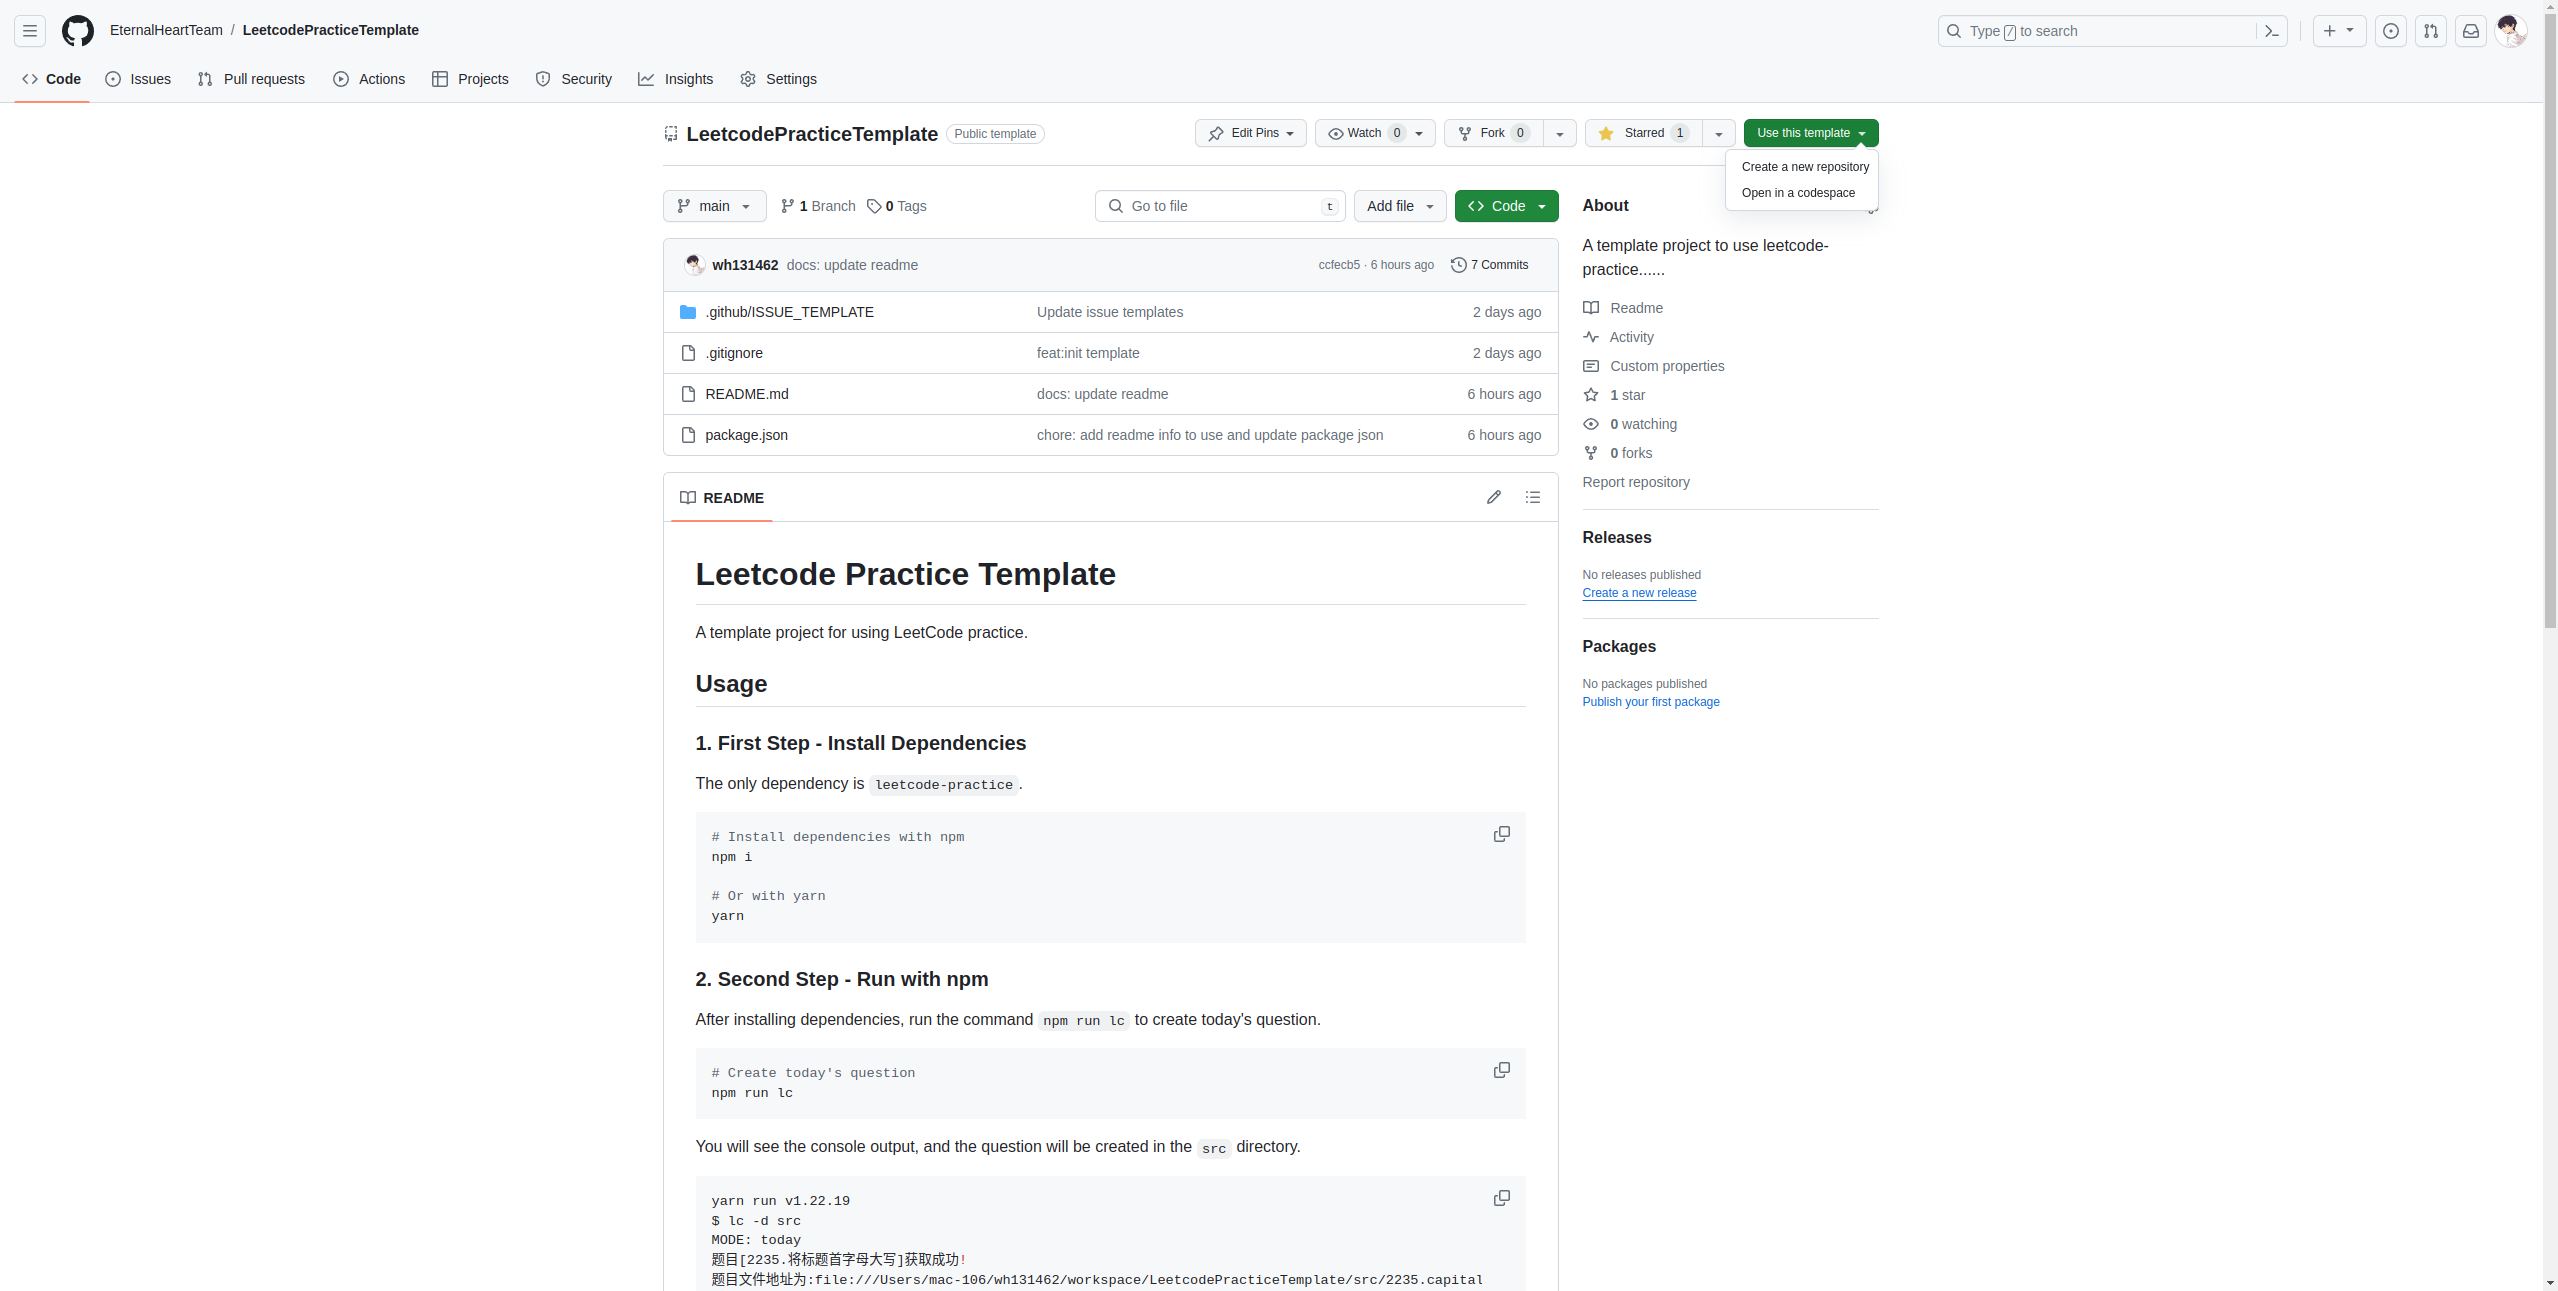 EternalHeartTeam / LeetcodePracticeTemplate
Type / to search
Code Issues Pull requests Actions Projects Security Insights Settings
LeetcodePracticeTemplate Public template
Edit Pins Watch 0 Fork 0 Starred 1 Use this template
Create a new repository
Open in a codespace
main 1 Branch 0 Tags Go to file t Add file Code
wh131462 docs: update readme ccfecb5 · 6 hours ago 7 Commits
.github/ISSUE_TEMPLATE Update issue templates 2 days ago
.gitignore feat:init template 2 days ago
README.md docs: update readme 6 hours ago
package.json chore: add readme info to use and update package json 6 hours ago
README
Leetcode Practice Template
A template project for using LeetCode practice.
Usage
1. First Step - Install Dependencies
The only dependency is leetcode-practice.
# Install dependencies with npm
npm i
# Or with yarn
yarn
2. Second Step - Run with npm
After installing dependencies, run the command npm run lc to create today's question.
# Create today's question
npm run lc
You will see the console output, and the question will be created in the src directory.
yarn run v1.22.19
$ lc -d src
MODE: today
题目[2235.将标题首字母大写]获取成功!
题目文件地址为:file:///Users/mac-106/wh131462/workspace/LeetcodePracticeTemplate/src/2235.capital
About
A template project to use leetcode-
practice......
Readme
Activity
Custom properties
1 star
0 watching
0 forks
Report repository
Releases
No releases published
Create a new release
Packages
No packages published
Publish your first package